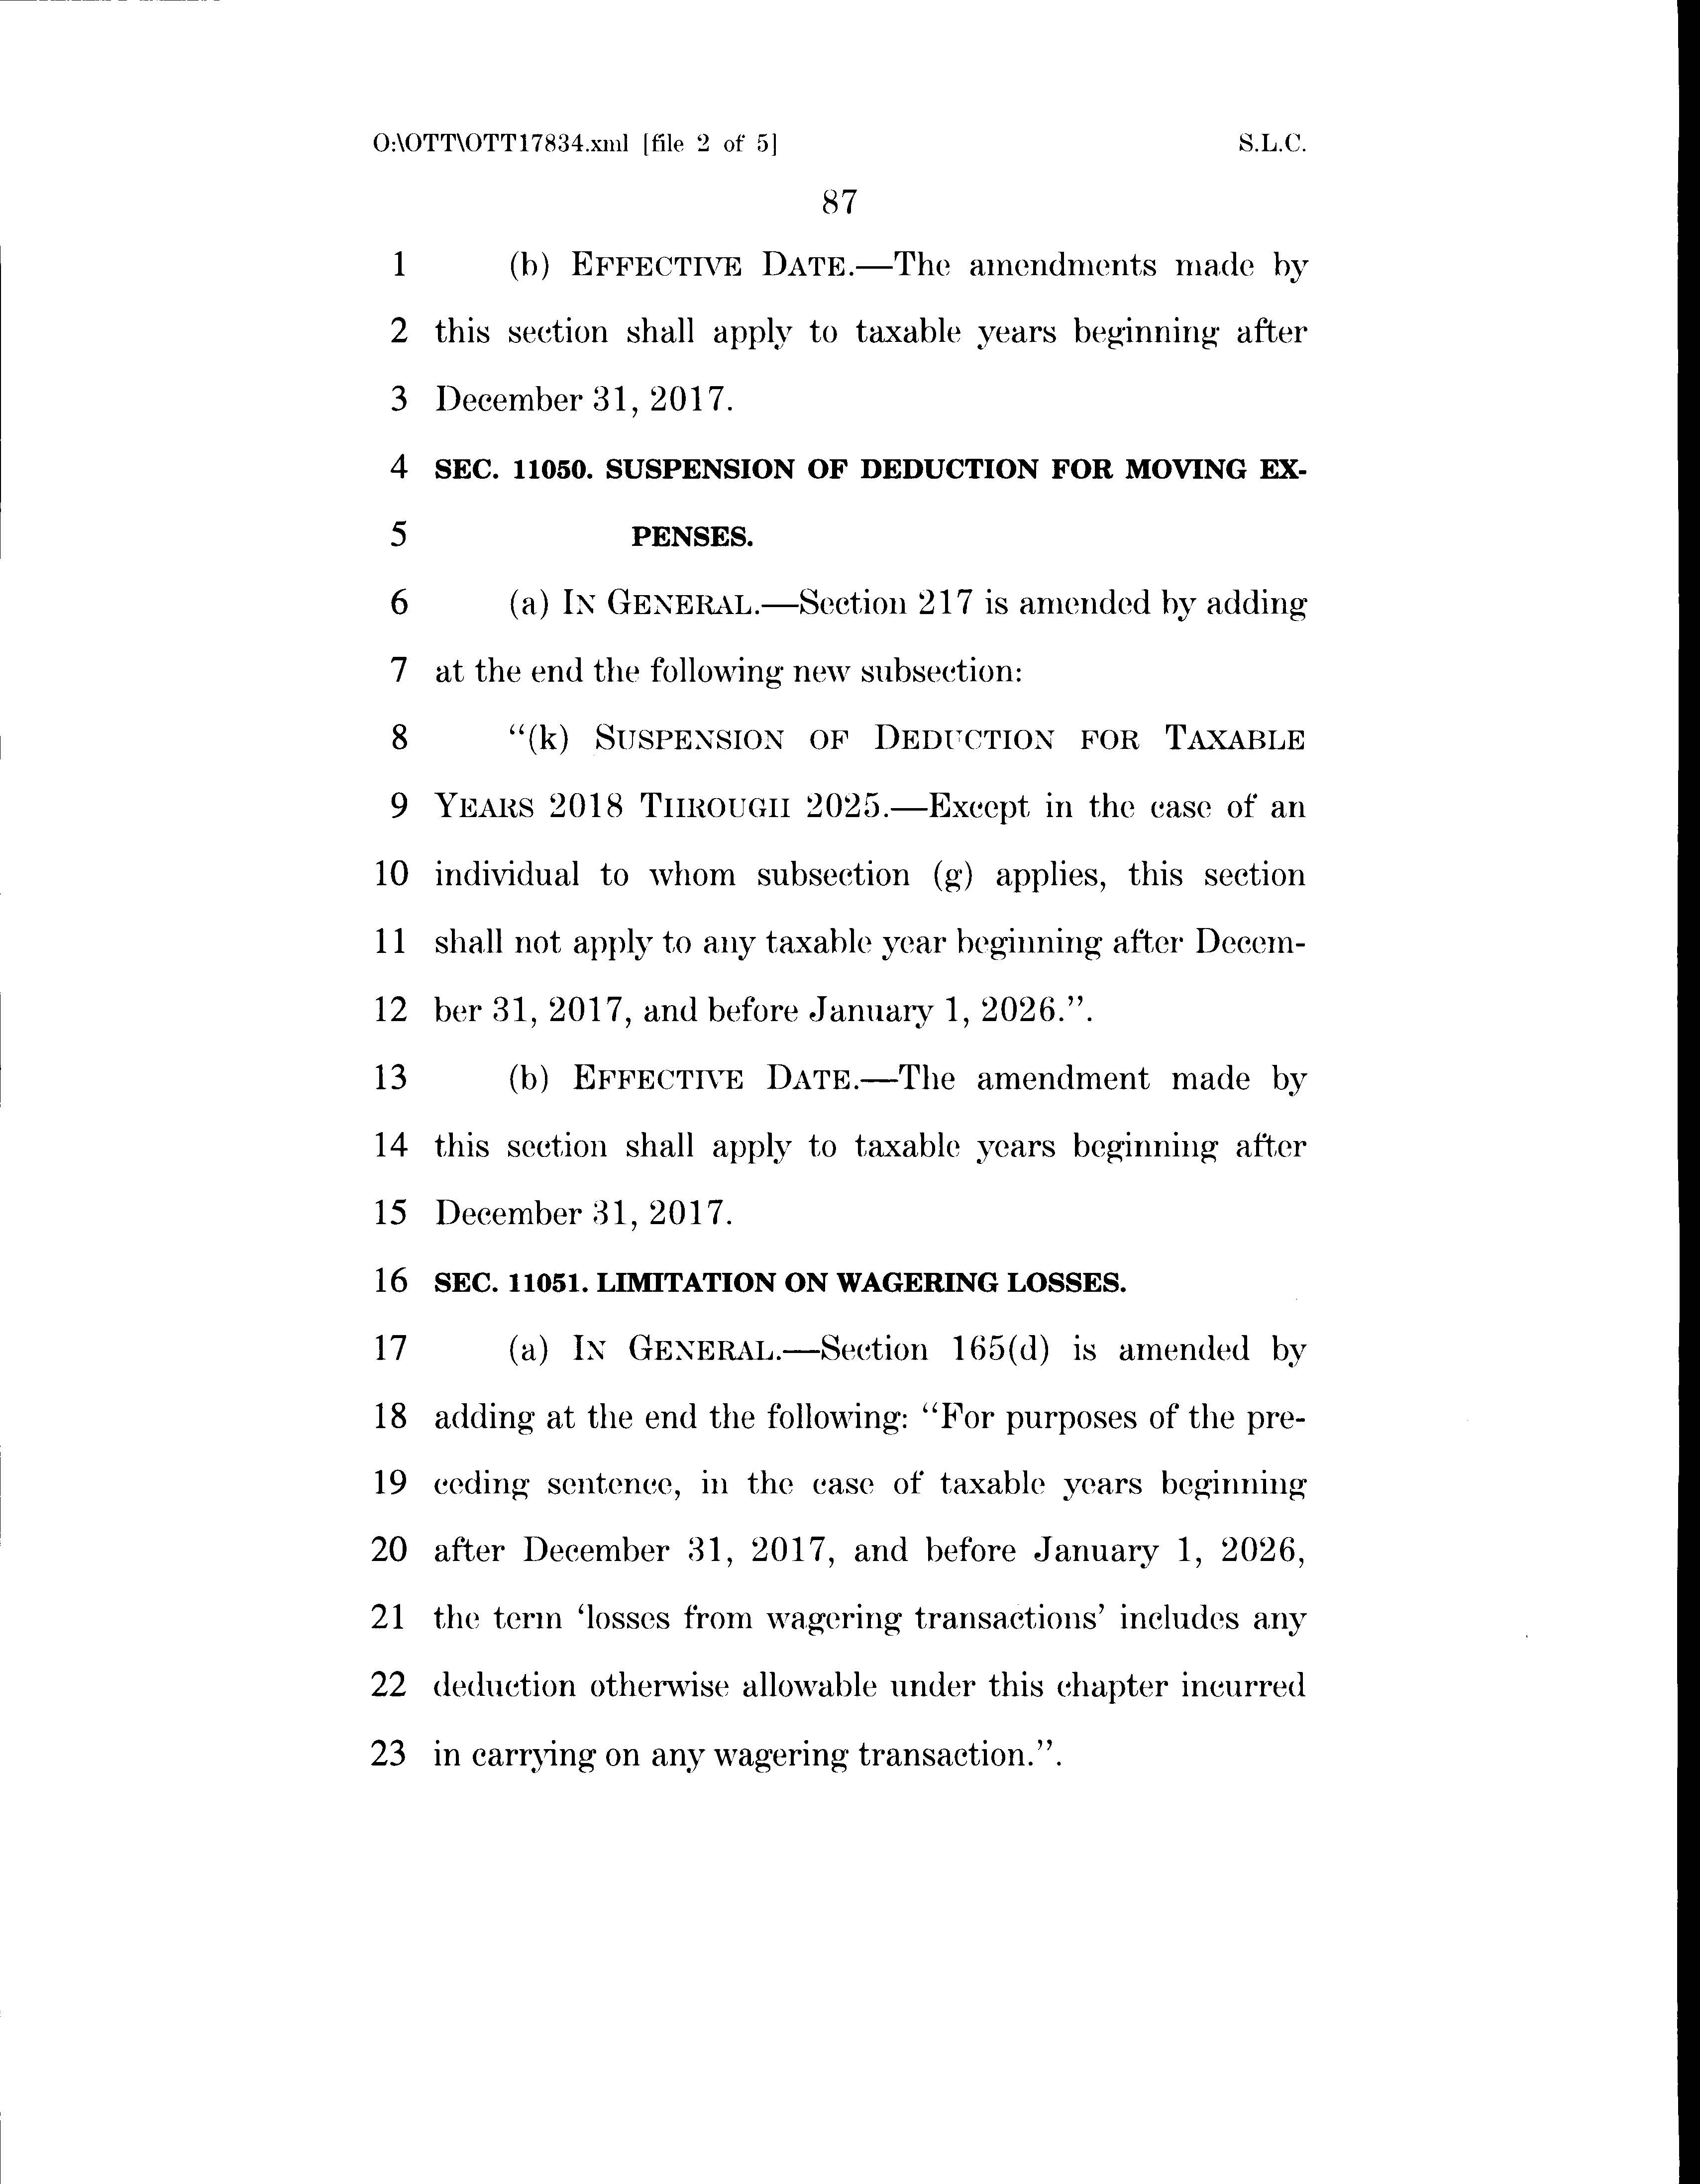 O:\OTT\OTT17834.xml [file 2 of 5] S.L.C.
87
1 (b) EFFECTIVE DATE.—The amendments made by
2 this section shall apply to taxable years beginning after
3 December 31, 2017.
4 SEC. 11050. SUSPENSION OF DEDUCTION FOR MOVING EX-
5 PENSES.
6 (a) IN GENERAL.—Section 217 is amended by adding
7 at the end the following new subsection:
8 “(k) SUSPENSION OF DEDUCTION FOR TAXABLE
9 YEARS 2018 THROUGH 2025.—Except in the case of an
10 individual to whom subsection (g) applies, this section
11 shall not apply to any taxable year beginning after Decem-
12 ber 31, 2017, and before January 1, 2026.”.
13 (b) EFFECTIVE DATE.—The amendment made by
14 this section shall apply to taxable years beginning after
15 December 31, 2017.
16 SEC. 11051. LIMITATION ON WAGERING LOSSES.
17 (a) IN GENERAL.—Section 165(d) is amended by
18 adding at the end the following: “For purposes of the pre-
19 ceding sentence, in the case of taxable years beginning
20 after December 31, 2017, and before January 1, 2026,
21 the term ‘losses from wagering transactions’ includes any
22 deduction otherwise allowable under this chapter incurred
23 in carrying on any wagering transaction.”.